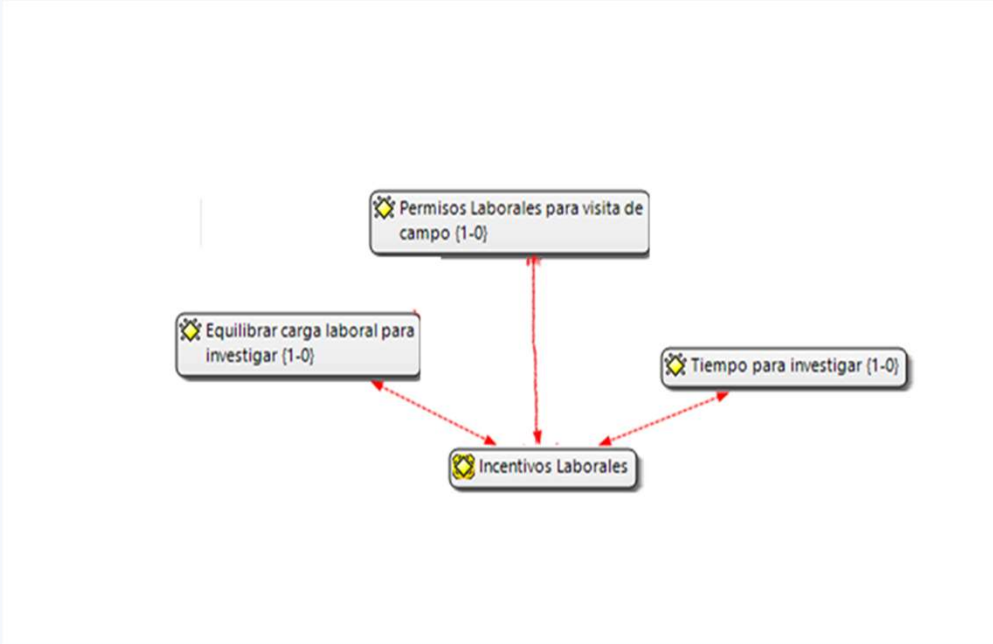 Permisos Laborales para visita de
campo {1-0}
Equilibrar carga laboral para
investigar {1-0}
Tiempo para investigar {1-0}
Incentivos Laborales